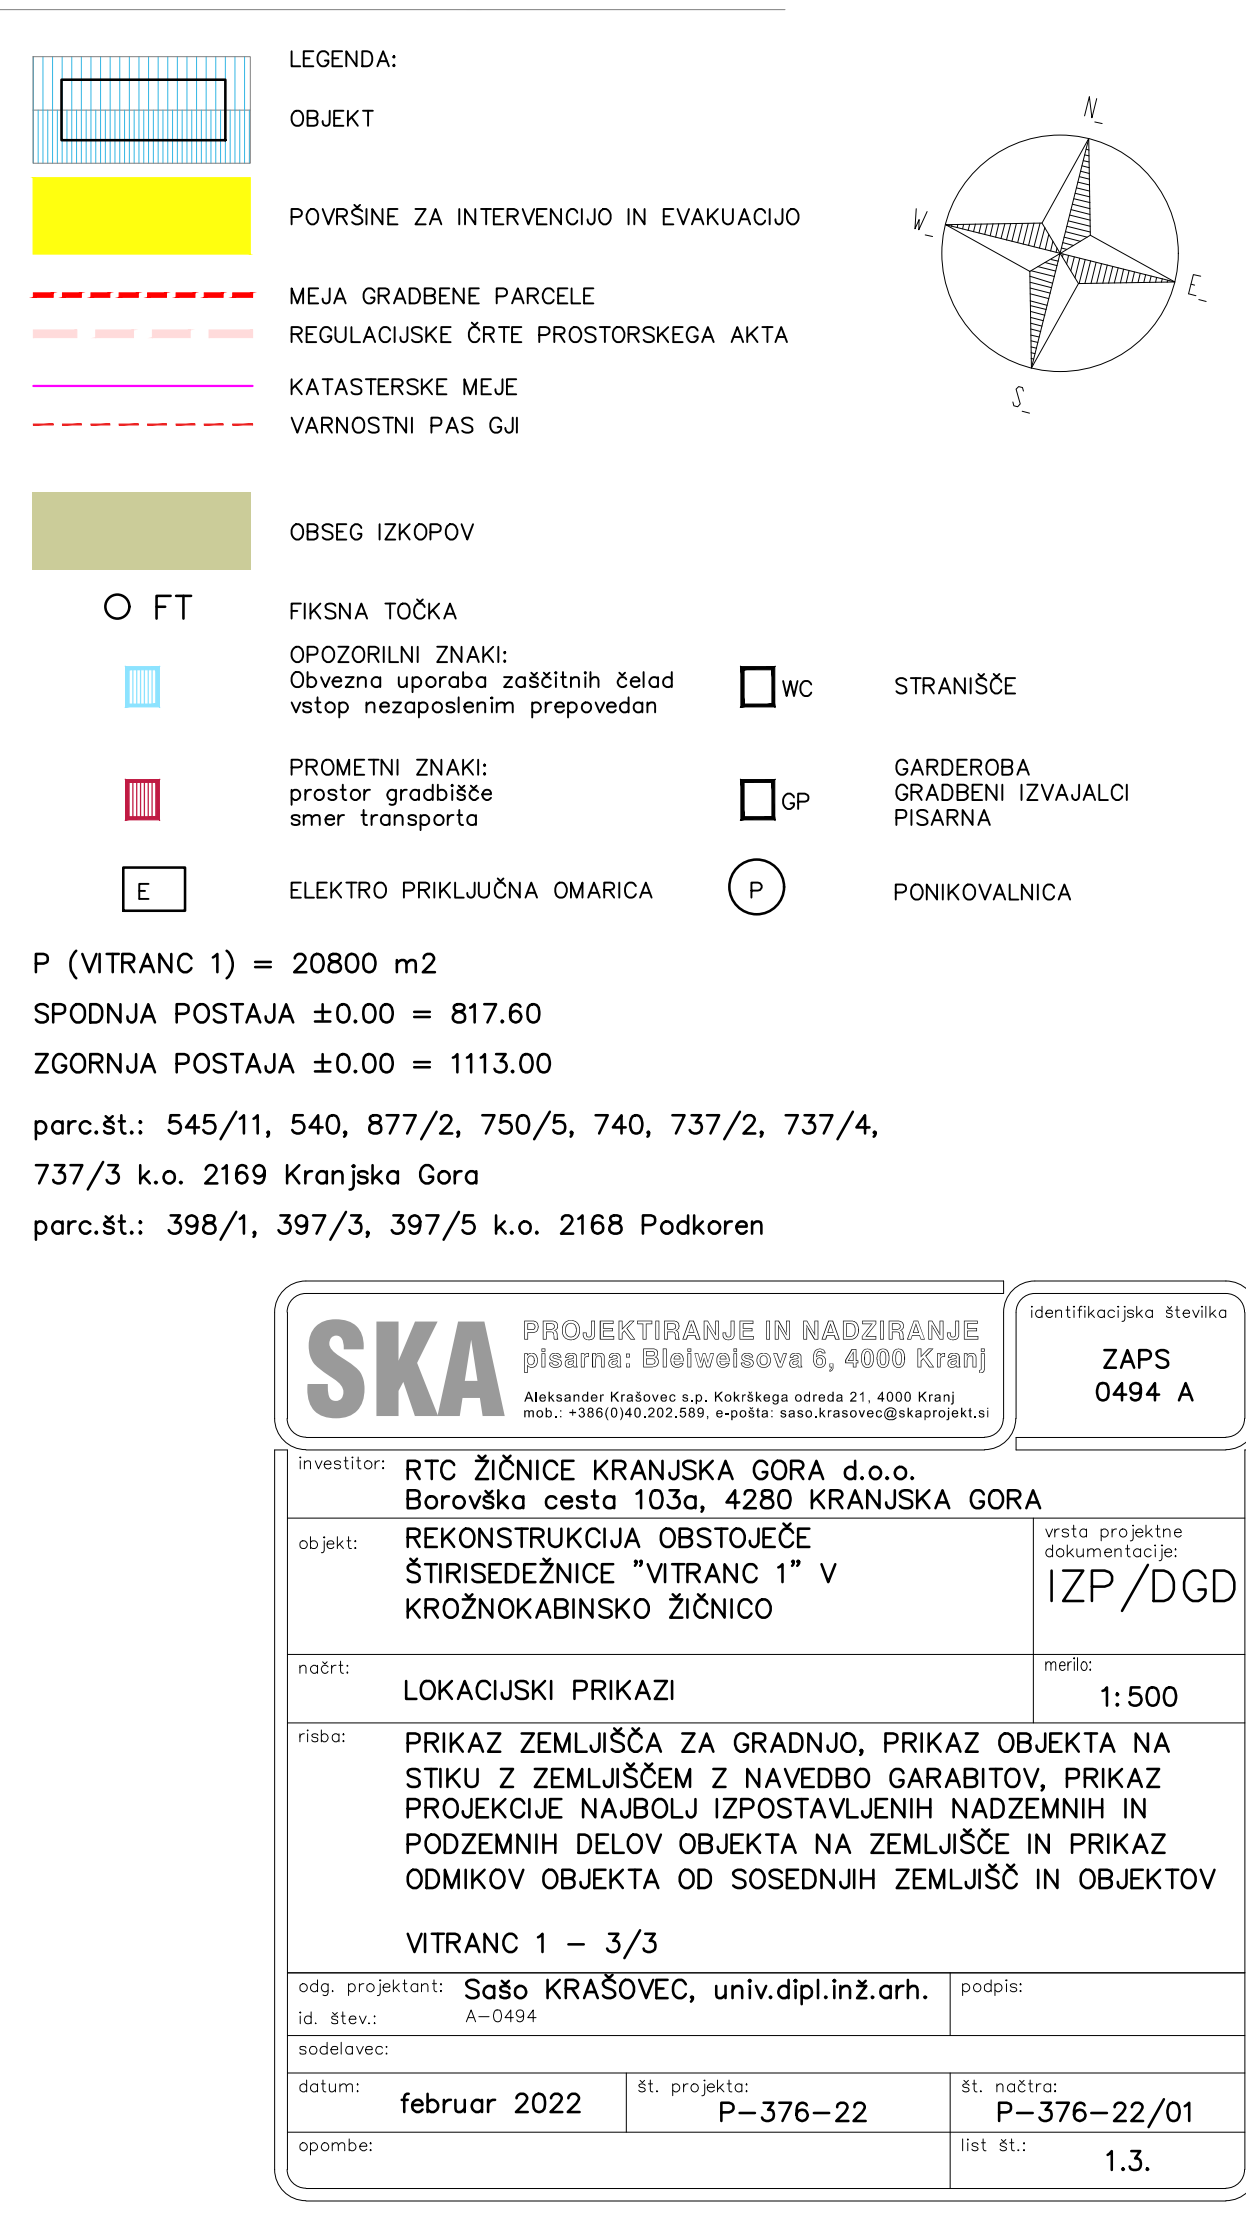 LEGENDA:
OBJEKT
N_
W_
E_
S_
POVRŠINE ZA INTERVENCIJO IN EVAKUACIJO
MEJA GRADBENE PARCELE
REGULACIJSKE ČRTE PROSTORSKEGA AKTA
KATASTERSKE MEJE
VARNOSTNI PAS GJI
OBSEG IZKOPOV
FT
FIKSNA TOČKA
OPOZORILNI ZNAKI:
Obvezna uporaba zaščitnih čelad
vstop nezaposlenim prepovedan
WC
STRANIŠČE
PROMETNI ZNAKI:
prostor gradbišče
smer transporta
GP
GARDEROBA
GRADBENI IZVAJALCI
PISARNA
E
ELEKTRO PRIKLJUČNA OMARICA
P
PONIKOVALNICA
P (VITRANC 1) = 20800 m2
SPODNJA POSTAJA ±0.00 = 817.60
ZGORNJA POSTAJA ±0.00 = 1113.00
parc.št.: 545/11, 540, 877/2, 750/5, 740, 737/2, 737/4,
737/3 k.o. 2169 Kranjska Gora
parc.št.: 398/1, 397/3, 397/5 k.o. 2168 Podkoren
SKA
PROJEKTIRANJE IN NADZIRANJE
pisarna: Bleiweisova 6, 4000 Kranj
Aleksander Krašovec s.p. Kokrškega odreda 21, 4000 Kranj
mob.: +386(0)40.202.589, e-pošta: saso.krasovec@skaprojekt.si
identifikacijska številka
ZAPS
0494 A
investitor:
RTC ŽIČNICE KRANJSKA GORA d.o.o.
Borovška cesta 103a, 4280 KRANJSKA GORA
objekt:
REKONSTRUKCIJA OBSTOJEČE
ŠTIRISEDEŽNICE ”VITRANC 1” V
KROŽNOKABINSKO ŽIČNICO
vrsta projektne
dokumentacije:
IZP/DGD
načrt:
LOKACIJSKI PRIKAZI
merilo:
1:500
risba:
PRIKAZ ZEMLJIŠČA ZA GRADNJO, PRIKAZ OBJEKTA NA
STIKU Z ZEMLJIŠČEM Z NAVEDBO GARABITOV, PRIKAZ
PROJEKCIJE NAJBOLJ IZPOSTAVLJENIH NADZEMNIH IN
PODZEMNIH DELOV OBJEKTA NA ZEMLJIŠČE IN PRIKAZ
ODMIKOV OBJEKTA OD SOSEDNJIH ZEMLJIŠČ IN OBJEKTOV
VITRANC 1 – 3/3
odg. projektant:
Sašo KRAŠOVEC, univ.dipl.inž.arh.
id. štev.:
A–0494
podpis:
sodelavec:
datum:
februar 2022
št. projekta:
P–376–22
št. načtra:
P–376–22/01
opombe:
list št.:
1.3.